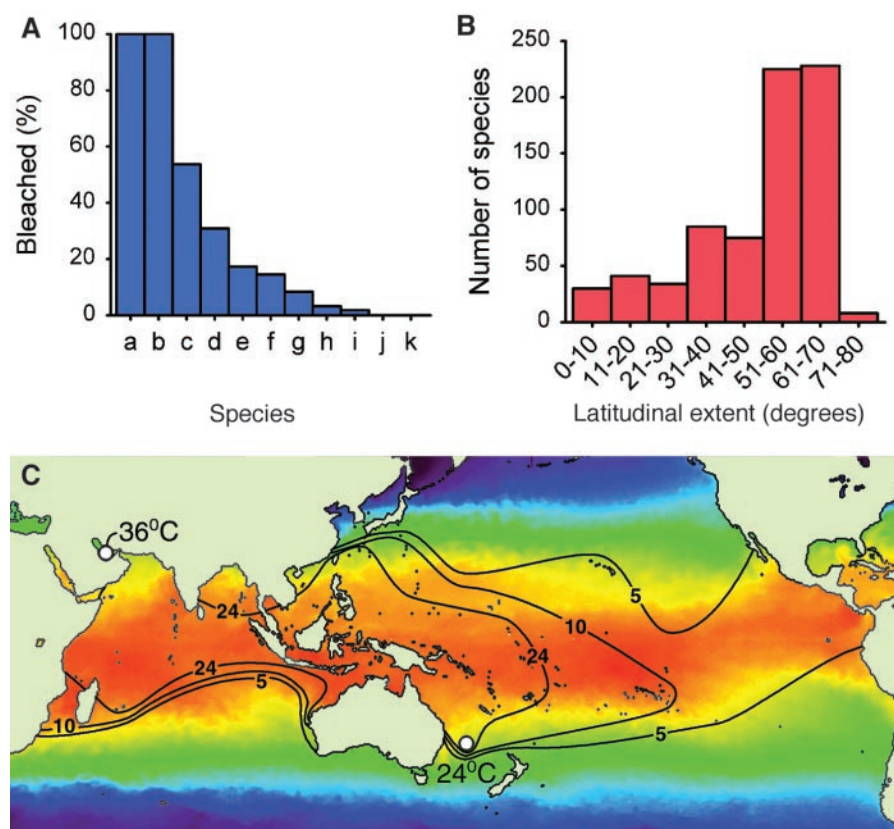 A
100
80
60
40
20
0
Bleached (%)
a b c d e f g h i j k
Species
B
250
200
150
100
50
0
Number of species
0-10
11-20
21-30
31-40
41-50
51-60
61-70
71-80
Latitudinal extent (degrees)
C
36⁰C
24
5
10
24
24
5
10
5
24⁰C